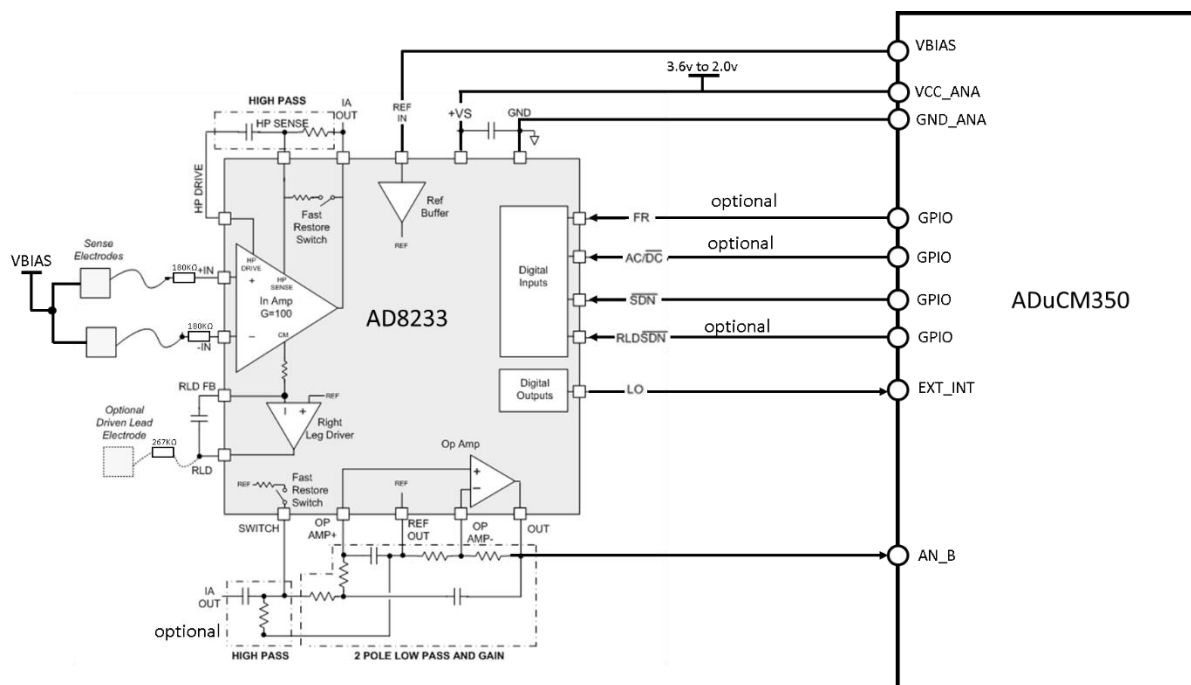 VBIAS
3.6v to 2.0v
VCC_ANA
GND_ANA
HIGH PASS
IA
OUT
HP SENSE
REF
IN
+VS
GND
HP DRIVE
Fast
Restore
Switch
Ref
Buffer
REF
Digital
Inputs
FR
optional
GPIO
AC/DC
optional
GPIO
SDN
GPIO
RLDSDN
optional
GPIO
ADuCM350
VBIAS
Sense
Electrodes
180KΩ
+IN
HP
DRIVE
+
HP
SENSE
In Amp
G=100
AD8233
180KΩ
-IN
−
CM
Digital
Outputs
LO
EXT_INT
RLD FB
REF
Optional
Driven Lead
Electrode
267KΩ
RLD
− +
Right
Leg Driver
Op Amp
+
−
REF
Fast
Restore
Switch
REF
SWITCH
OP
AMP+
REF
OUT
OP
AMP-
OUT
AN_B
IA
OUT
optional
HIGH PASS
2 POLE LOW PASS AND GAIN